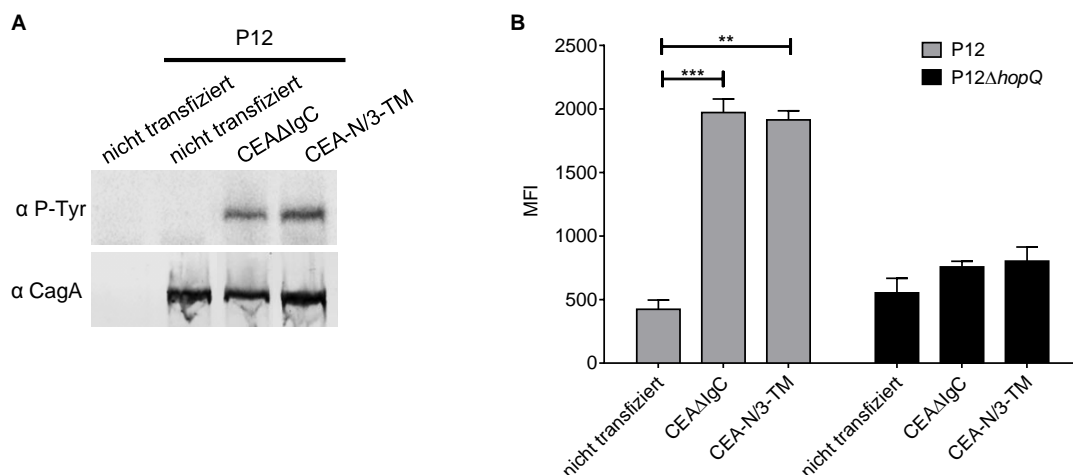 A
P12
nicht transfiziert
nicht transfiziert
CEAΔIgC
CEA-N/3-TM
α P-Tyr
α CagA
B
2500
2000
1500
1000
500
0
MFI
**
***
P12
P12ΔhopQ
nicht transfiziert
CEAΔIgC
CEA-N/3-TM
nicht transfiziert
CEAΔIgC
CEA-N/3-TM